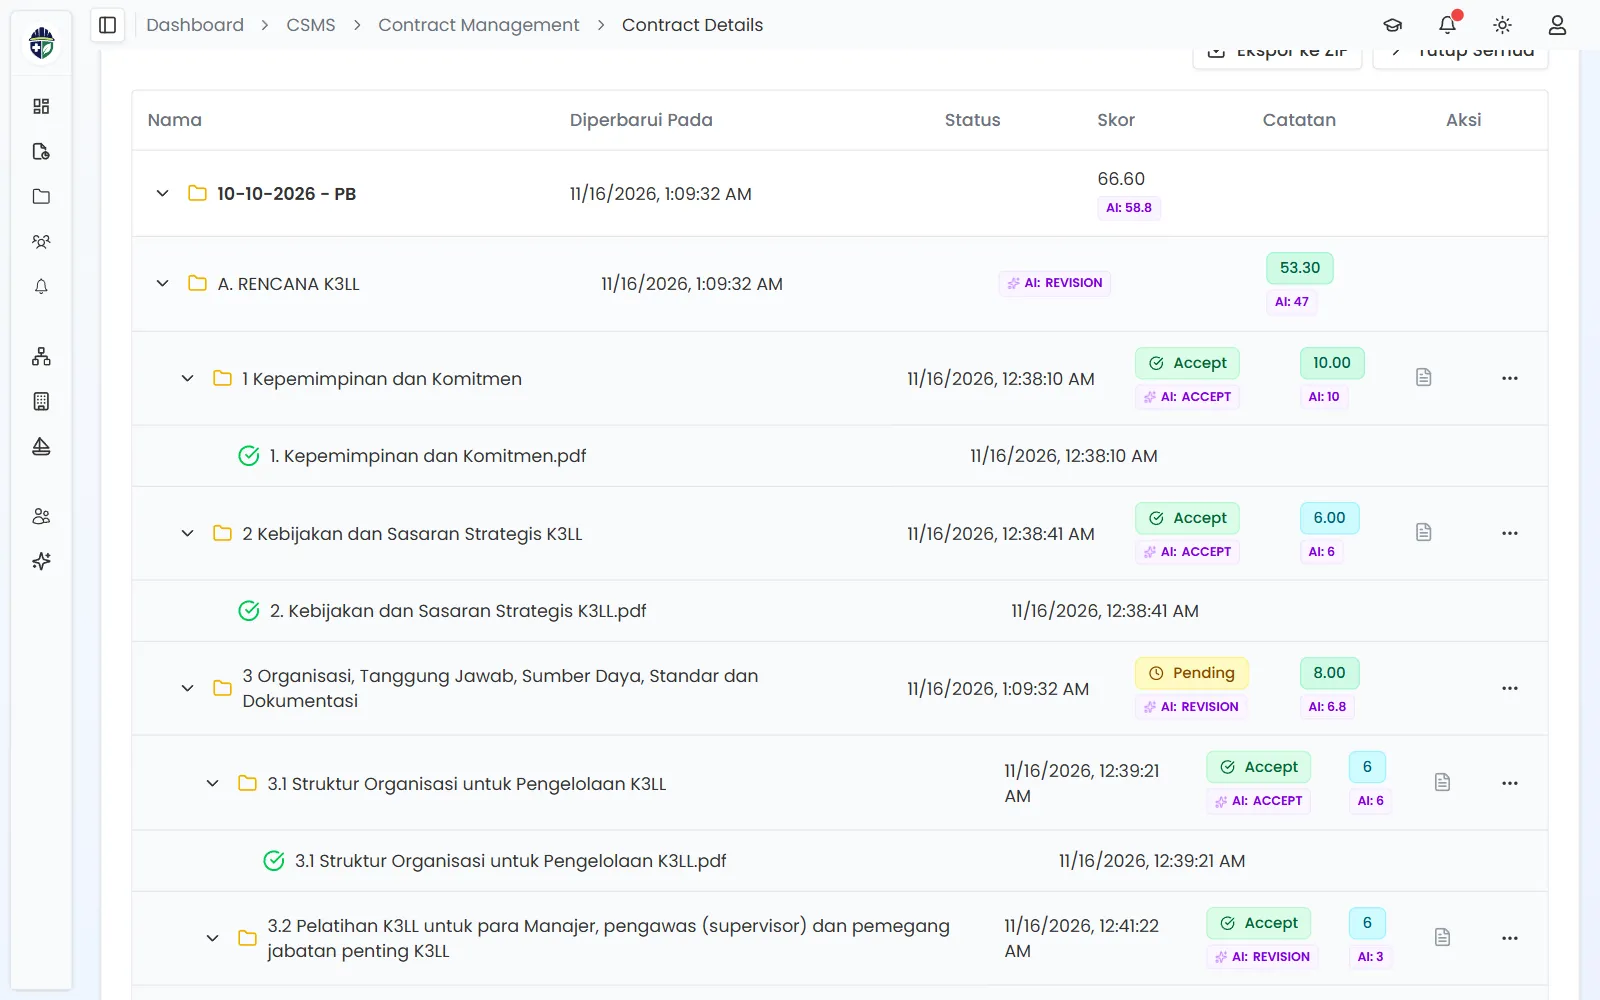 Dashboard > CSMS > Contract Management > Contract Details
Ekspor ke ZIP
Tutup Semua
Nama Diperbarui Pada Status Skor Catatan Aksi
10-10-2026 - PB 11/16/2026, 1:09:32 AM 66.60
AI: 58.8
A. RENCANA K3LL 11/16/2026, 1:09:32 AM AI: REVISION 53.30
AI: 47
1 Kepemimpinan dan Komitmen 11/16/2026, 12:38:10 AM Accept 10.00
AI: ACCEPT AI: 10
1. Kepemimpinan dan Komitmen.pdf 11/16/2026, 12:38:10 AM
2 Kebijakan dan Sasaran Strategis K3LL 11/16/2026, 12:38:41 AM Accept 6.00
AI: ACCEPT AI: 6
2. Kebijakan dan Sasaran Strategis K3LL.pdf 11/16/2026, 12:38:41 AM
3 Organisasi, Tanggung Jawab, Sumber Daya, Standar dan
Dokumentasi 11/16/2026, 1:09:32 AM Pending 8.00
AI: REVISION AI: 6.8
3.1 Struktur Organisasi untuk Pengelolaan K3LL 11/16/2026, 12:39:21
AM Accept 6
AI: ACCEPT AI: 6
3.1 Struktur Organisasi untuk Pengelolaan K3LL.pdf 11/16/2026, 12:39:21 AM
3.2 Pelatihan K3LL untuk para Manajer, pengawas (supervisor) dan pemegang
jabatan penting K3LL 11/16/2026, 12:41:22
AM Accept 6
AI: REVISION AI: 3